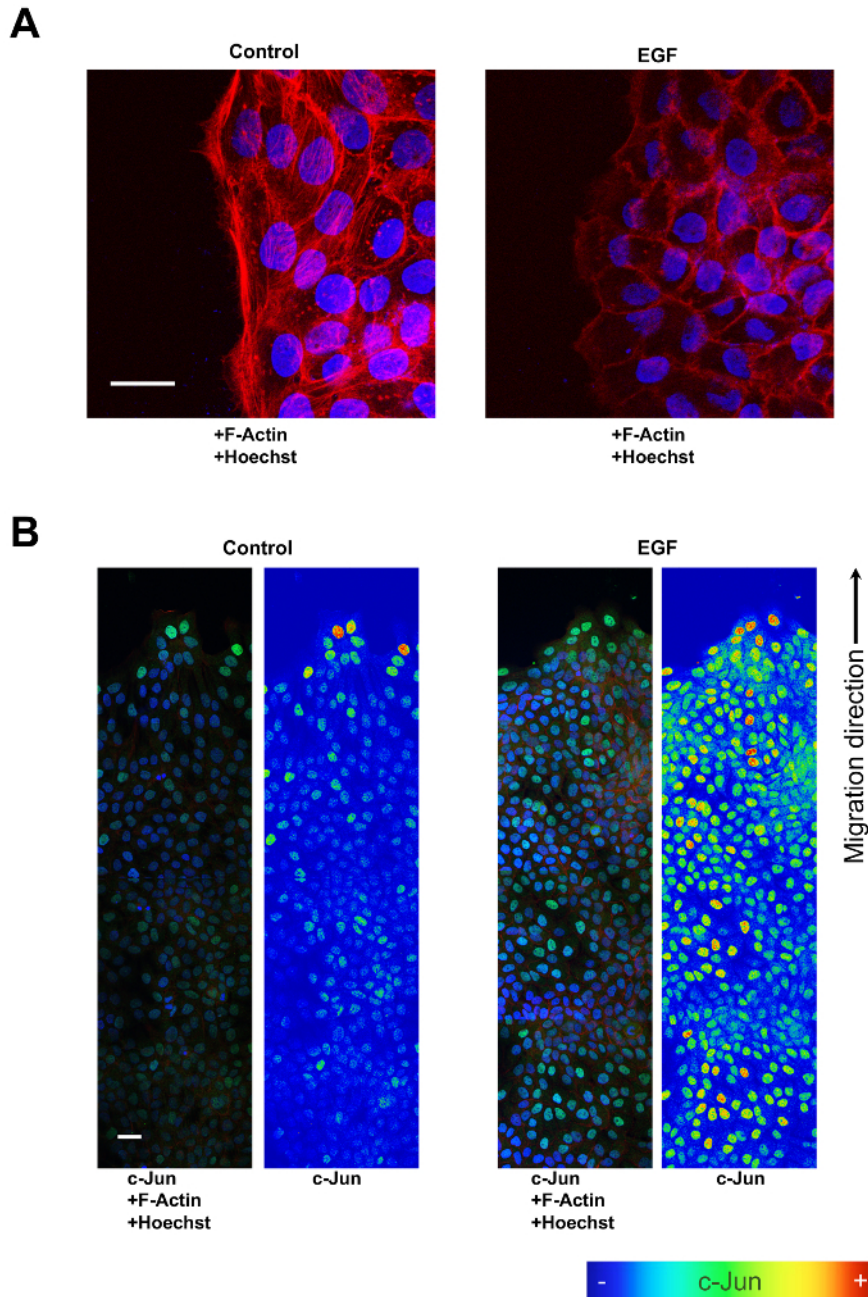 A
Control
EGF
+F-Actin
+Hoechst
+F-Actin
+Hoechst
B
Control
EGF
Migration direction
c-Jun
+F-Actin
+Hoechst
c-Jun
c-Jun
+F-Actin
+Hoechst
c-Jun
- c-Jun +